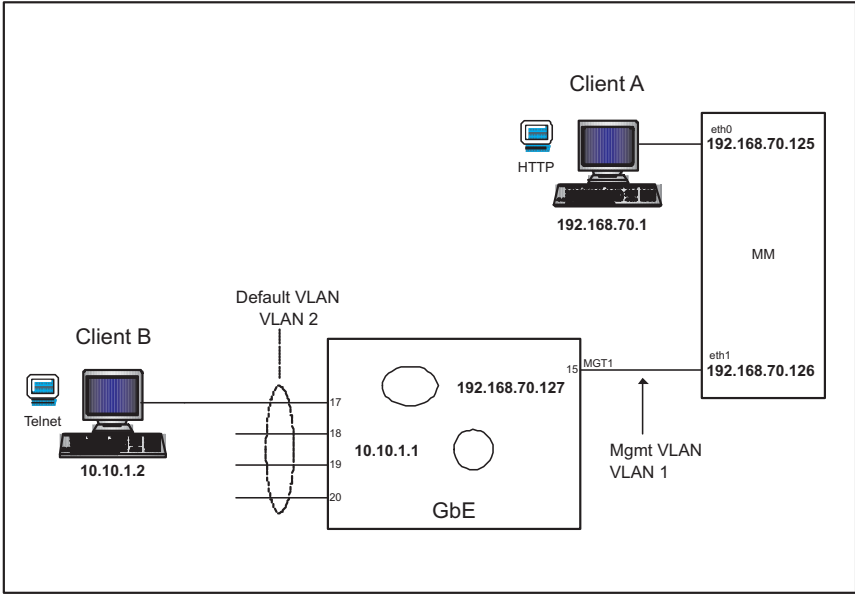 Client A
HTTP
192.168.70.1
eth0
192.168.70.125
MM
eth1
192.168.70.126
Default VLAN
VLAN 2
Client B
Telnet
10.10.1.2
17
18
19
20
15
MGT1
192.168.70.127
10.10.1.1
GbE
Mgmt VLAN
VLAN 1